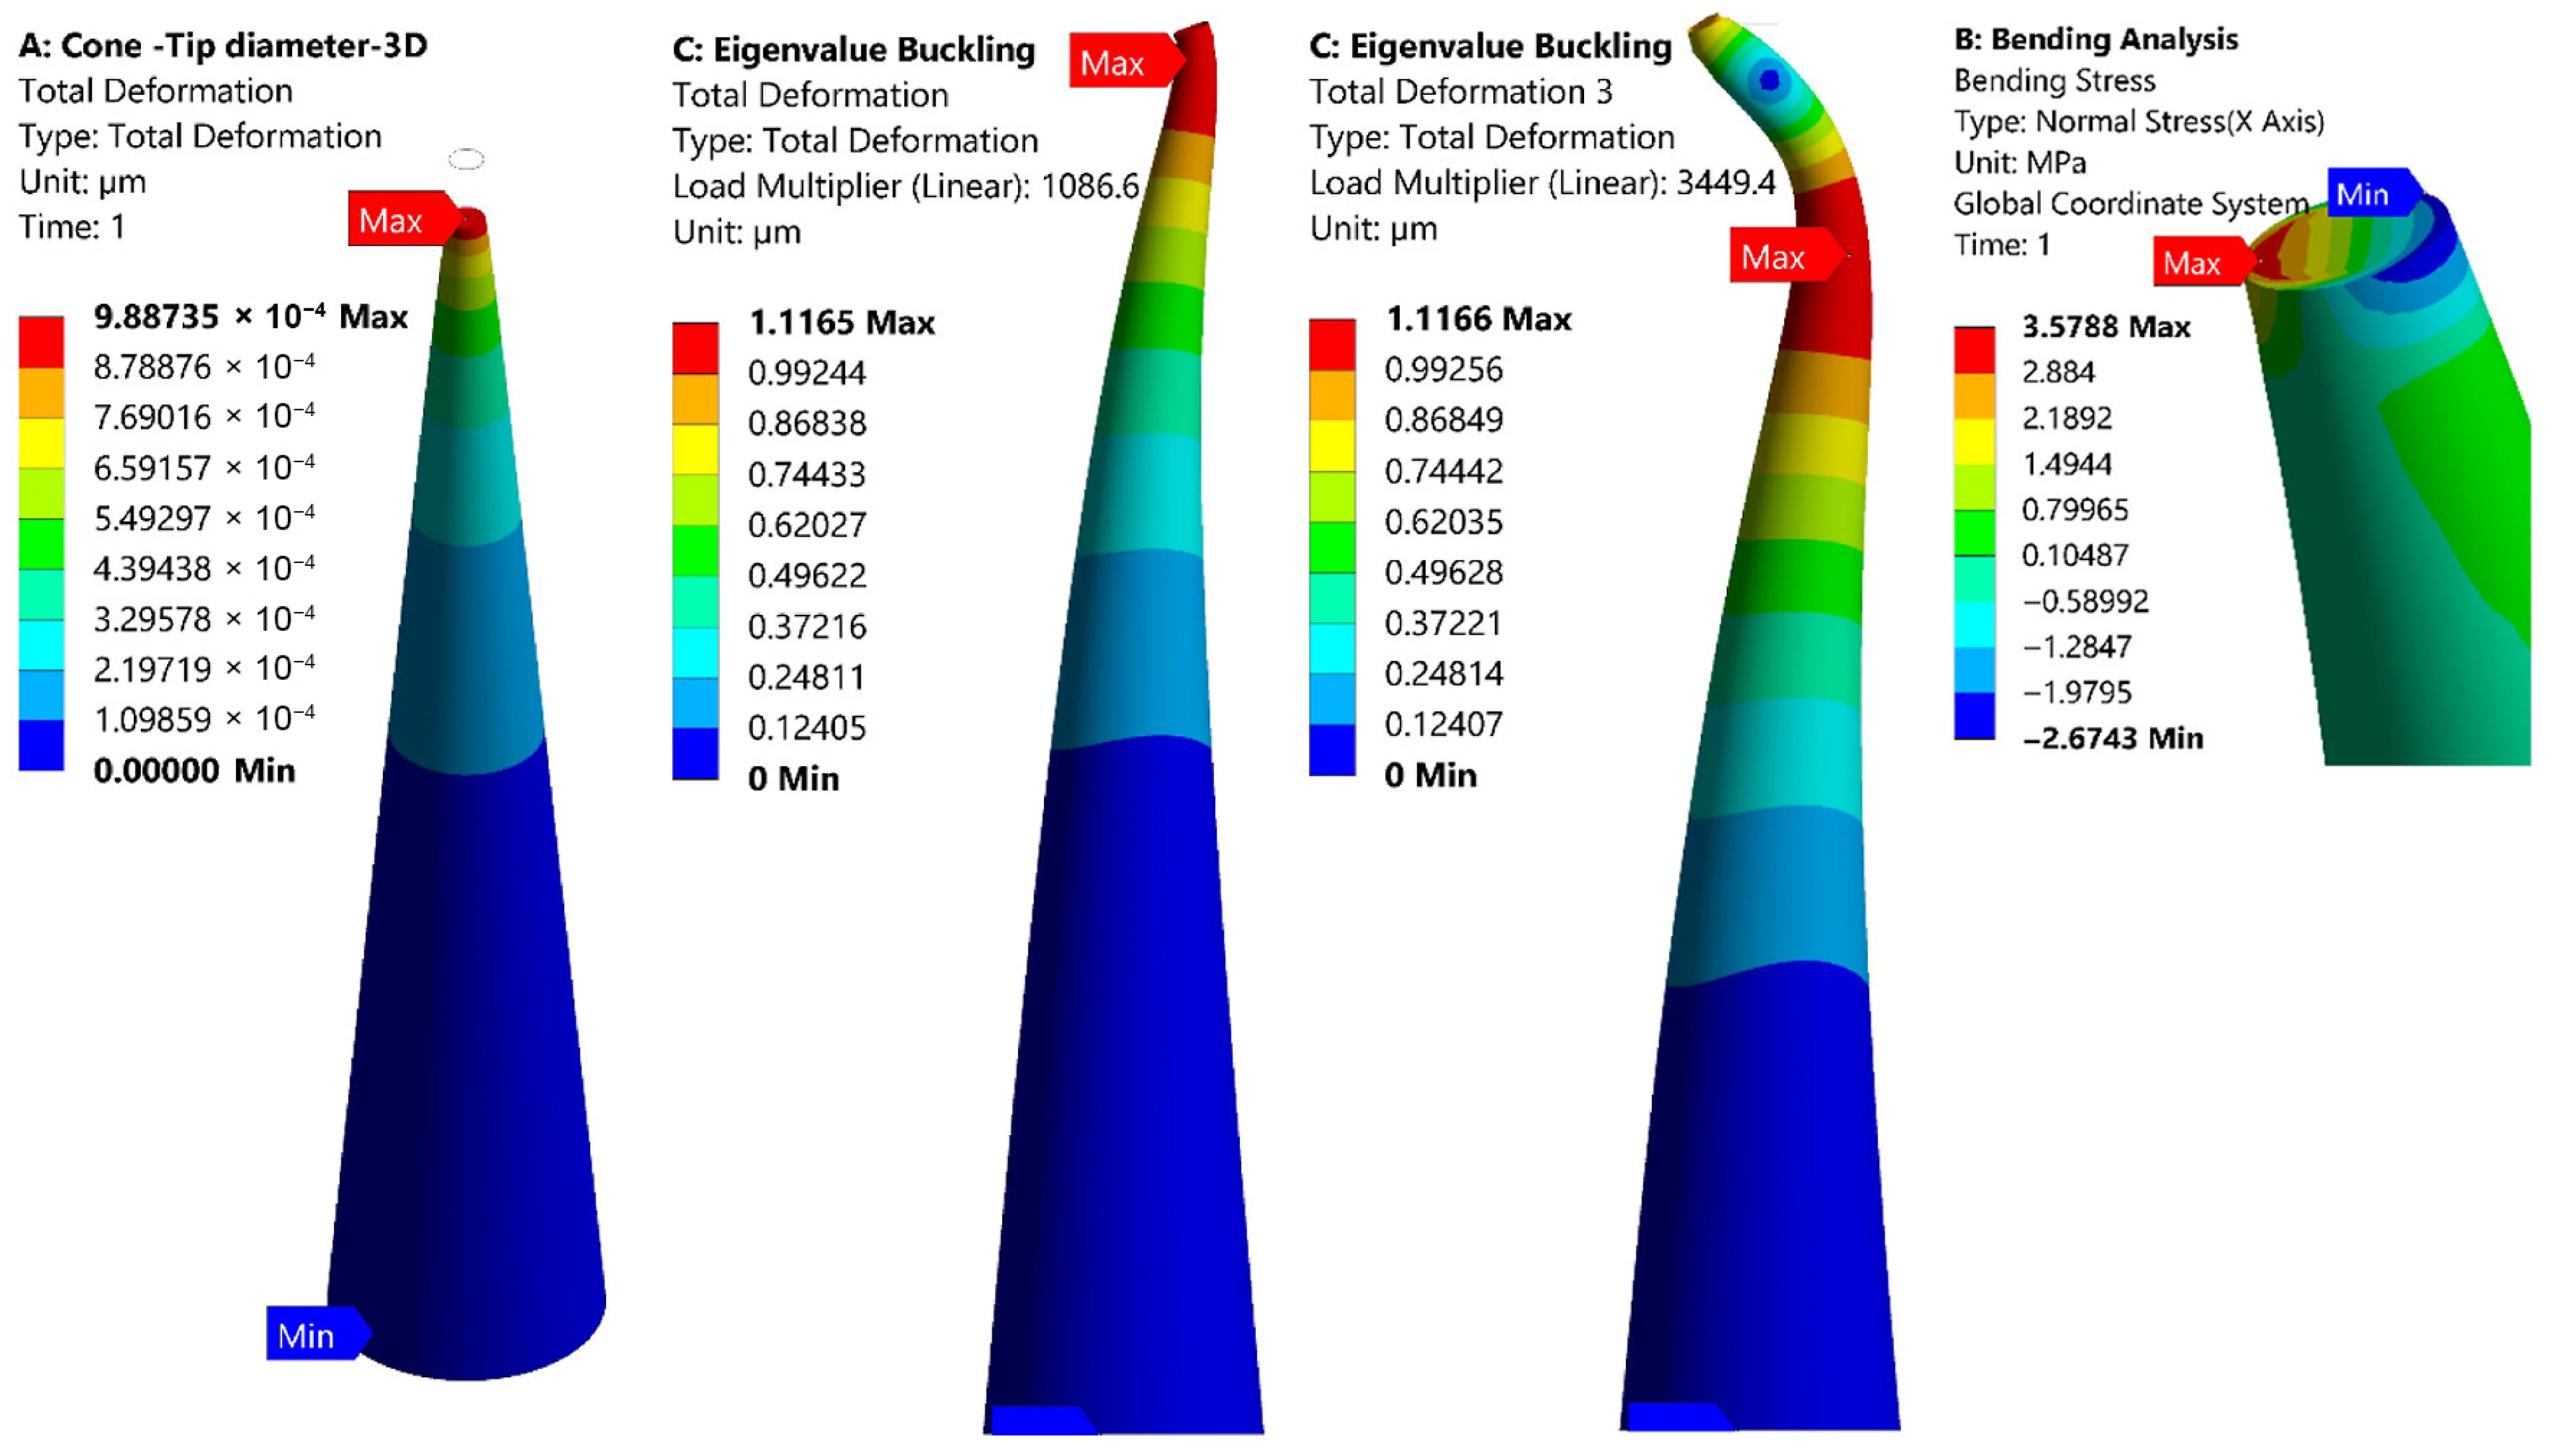 A: Cone -Tip diameter-3D
Total Deformation
Type: Total Deformation
Unit: μm
Time: 1
Max
9.88735 × 10⁻⁴ Max
8.78876 × 10⁻⁴
7.69016 × 10⁻⁴
6.59157 × 10⁻⁴
5.49297 × 10⁻⁴
4.39438 × 10⁻⁴
3.29578 × 10⁻⁴
2.19719 × 10⁻⁴
1.09859 × 10⁻⁴
0.00000 Min
Min
C: Eigenvalue Buckling
Total Deformation
Type: Total Deformation
Load Multiplier (Linear): 1086.6
Unit: μm
Max
1.1165 Max
0.99244
0.86838
0.74433
0.62027
0.49622
0.37216
0.24811
0.12405
0 Min
C: Eigenvalue Buckling
Total Deformation 3
Type: Total Deformation
Load Multiplier (Linear): 3449.4
Unit: μm
Max
1.1166 Max
0.99256
0.86849
0.74442
0.62035
0.49628
0.37221
0.24814
0.12407
0 Min
B: Bending Analysis
Bending Stress
Type: Normal Stress(X Axis)
Unit: MPa
Global Coordinate System
Time: 1
Min
Max
3.5788 Max
2.884
2.1892
1.4944
0.79965
0.10487
−0.58992
−1.2847
−1.9795
−2.6743 Min